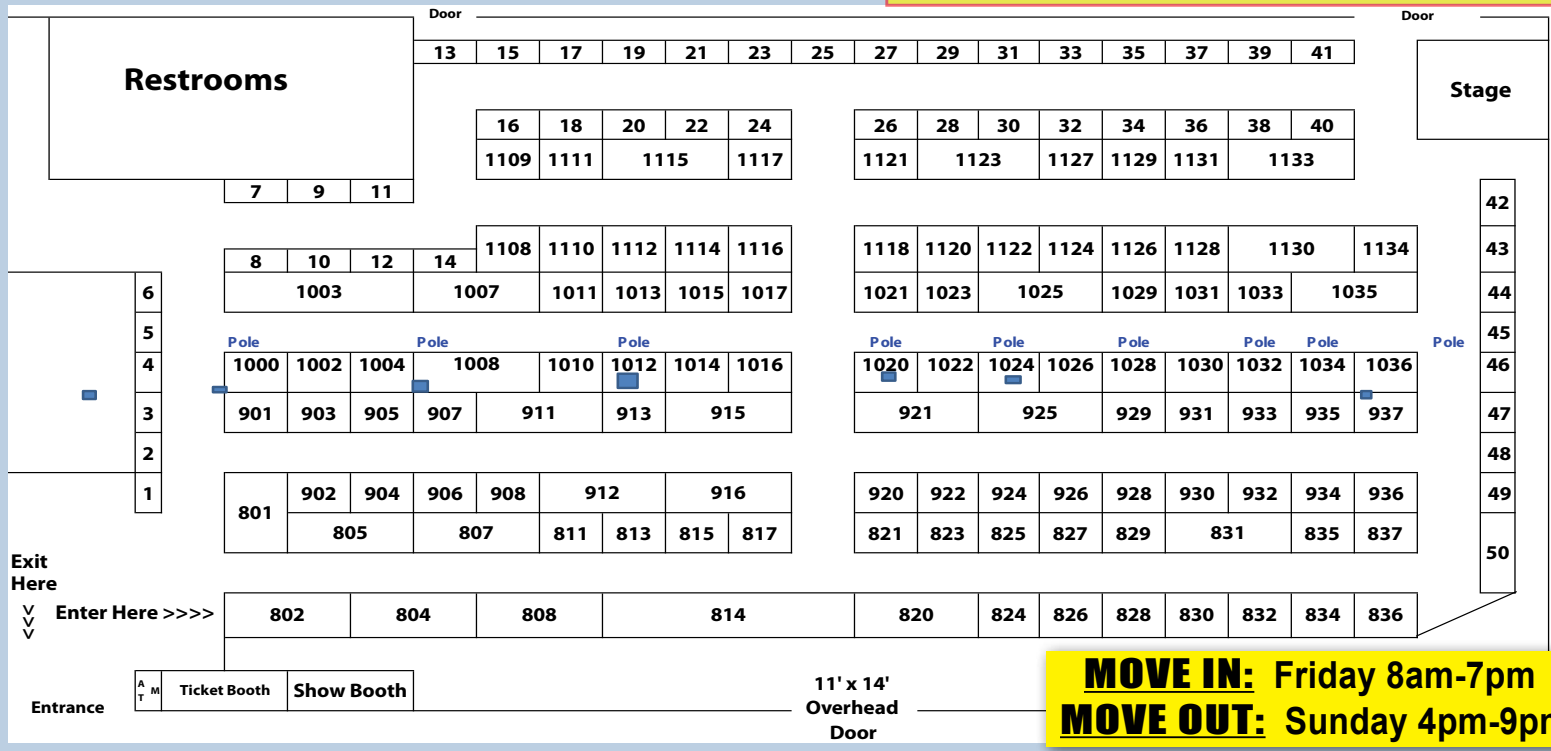 Door
Door
13 15 17 19 21 23 25 27 29 31 33 35 37 39 41
Restrooms
Stage
16 18 20 22 24 26 28 30 32 34 36 38 40
1109 1111 1115 1117 1121 1123 1127 1129 1131 1133
7 9 11
42
1108 1110 1112 1114 1116 1118 1120 1122 1124 1126 1128 1130 1134 43
8 10 12 14
6 1003 1007 1011 1013 1015 1017 1021 1023 1025 1029 1031 1033 1035 44
5 45
Pole Pole Pole Pole Pole Pole Pole Pole Pole
4 1000 1002 1004 1008 1010 1012 1014 1016 1020 1022 1024 1026 1028 1030 1032 1034 1036 46
3 901 903 905 907 911 913 915 921 925 929 931 933 935 937 47
2 48
1 902 904 906 908 912 916 920 922 924 926 928 930 932 934 936 49
801
805 807 811 813 815 817 821 823 825 827 829 831 835 837
50
Exit
Here
>>>
Enter Here >>>> 802 804 808 814 820 824 826 828 830 832 834 836
ATM Ticket Booth Show Booth
Entrance
11' x 14'
Overhead
Door
MOVE IN: Friday 8am-7pm
MOVE OUT: Sunday 4pm-9pm